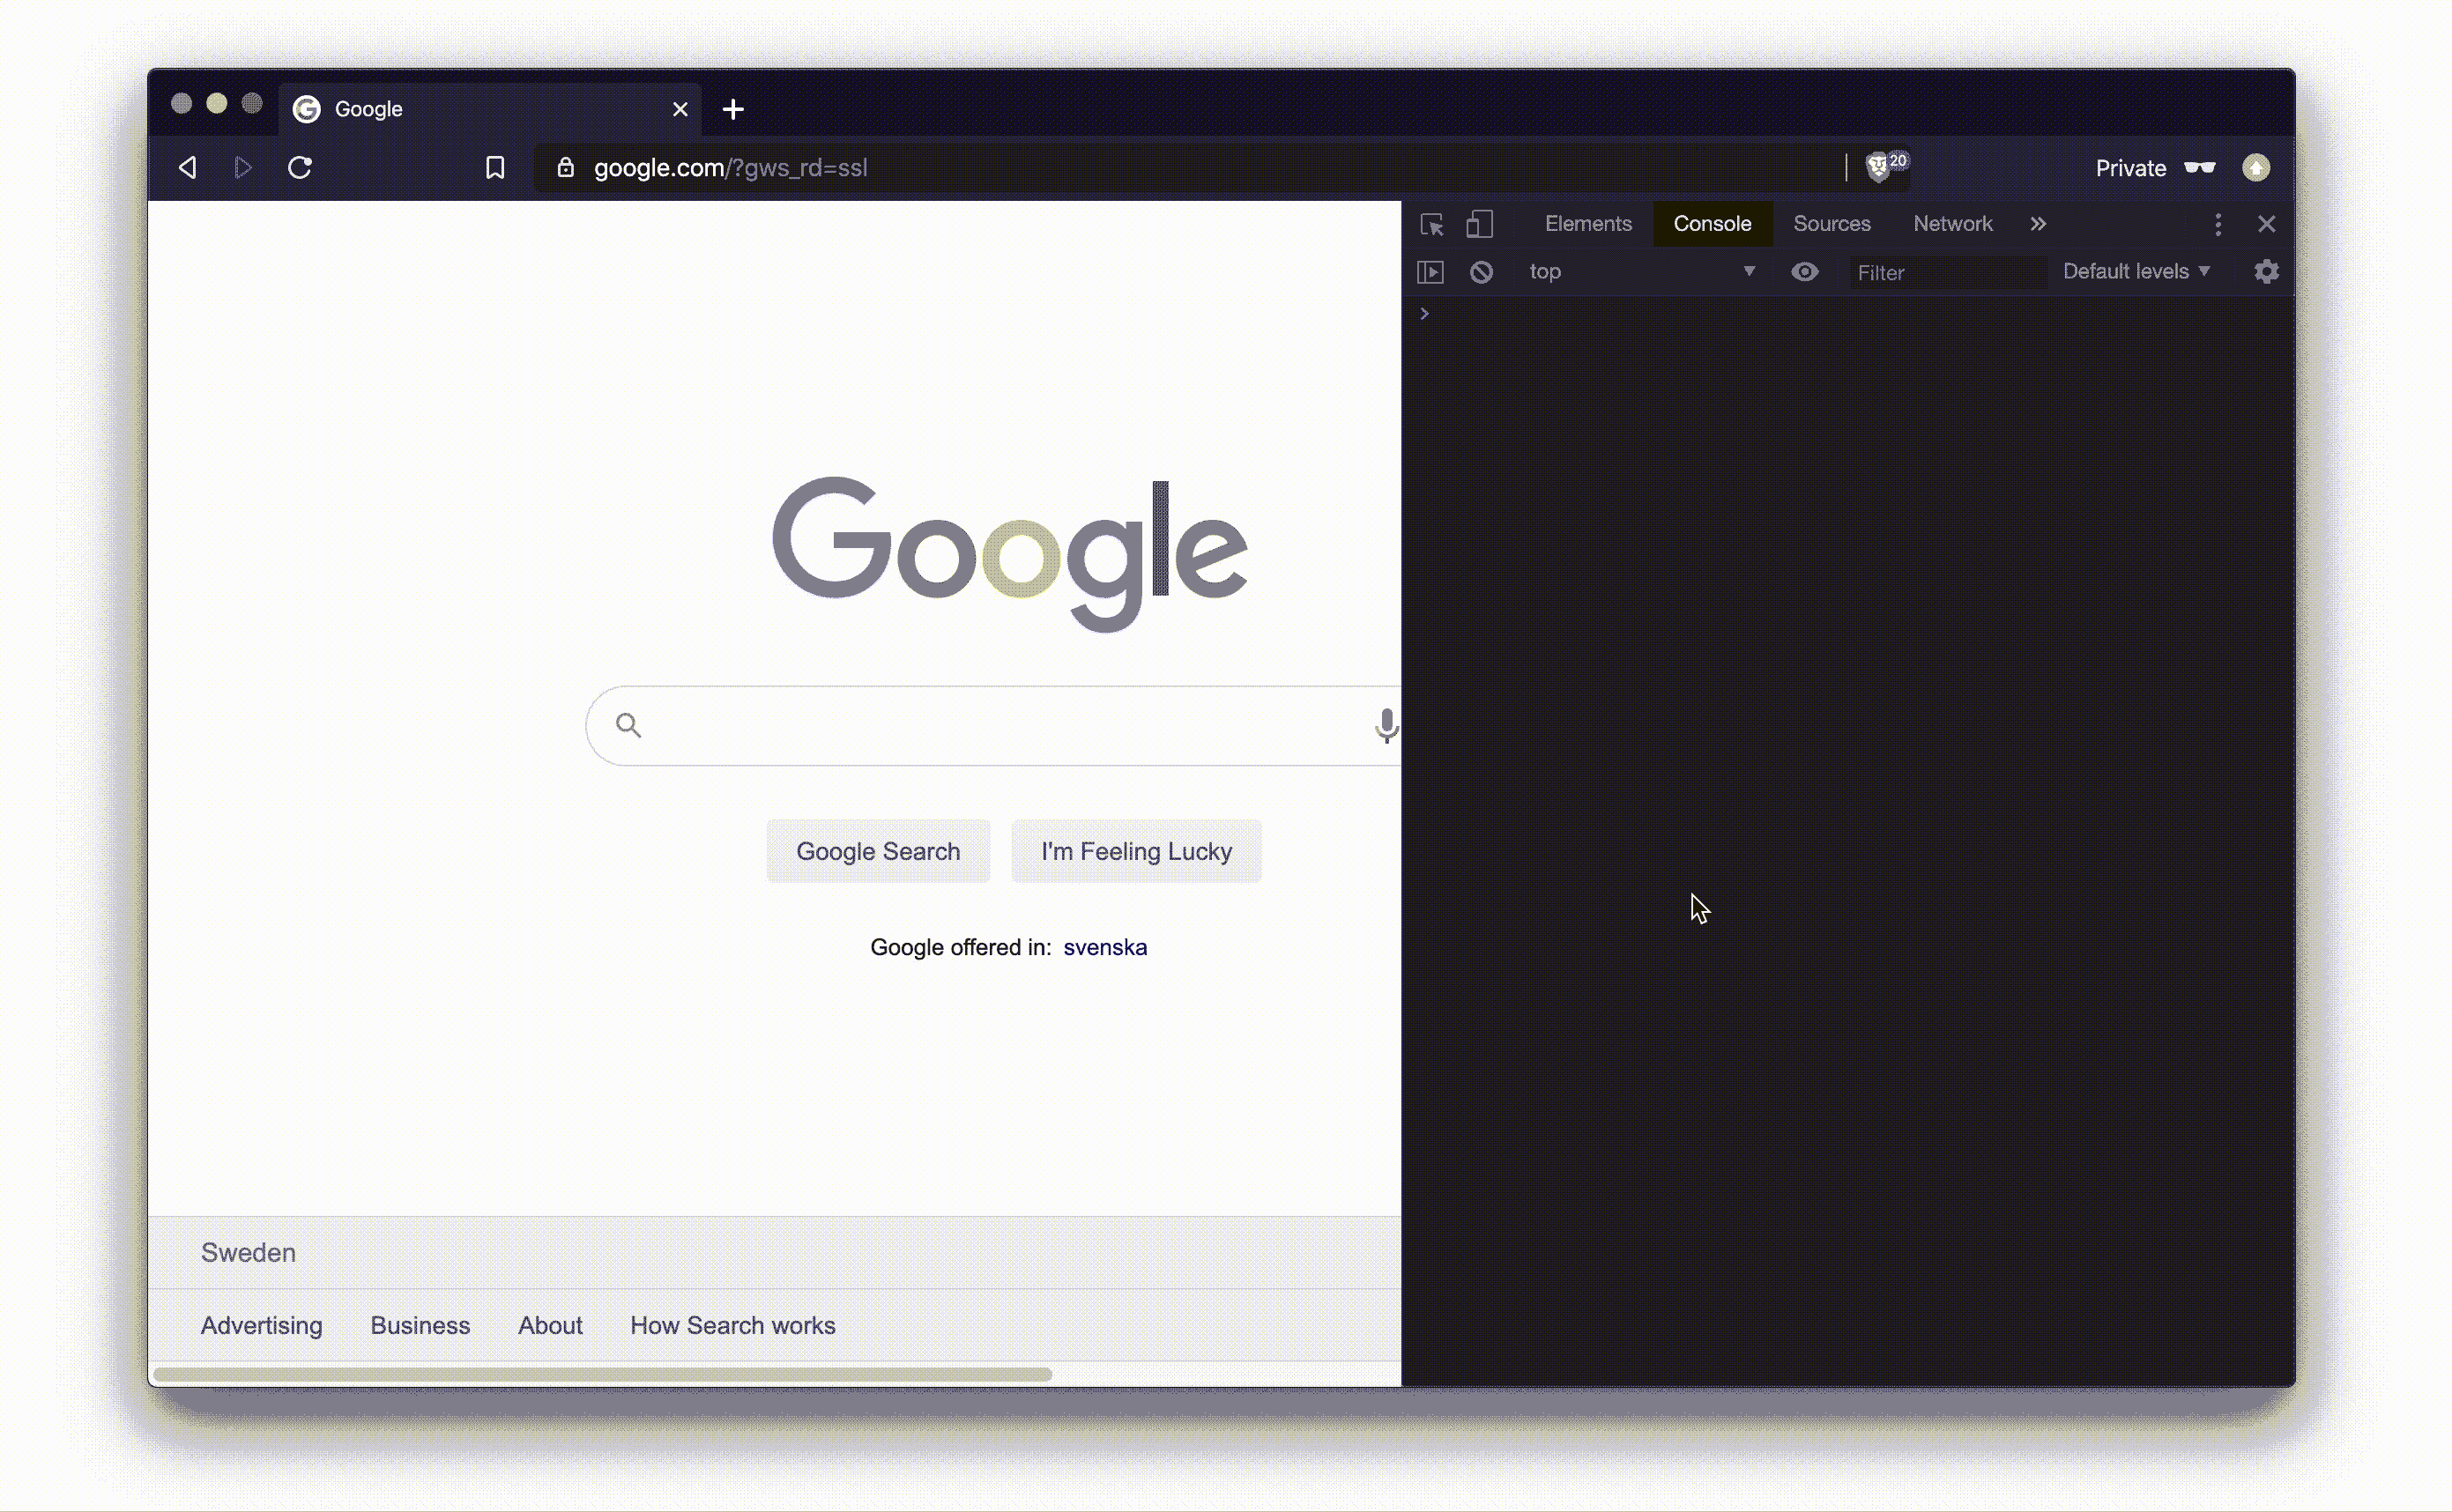 Google
google.com/?gws_rd=ssl
20
Private
Elements Console Sources Network
top Filter Default levels
Google
Google Search I'm Feeling Lucky
Google offered in: svenska
Sweden
Advertising Business About How Search works